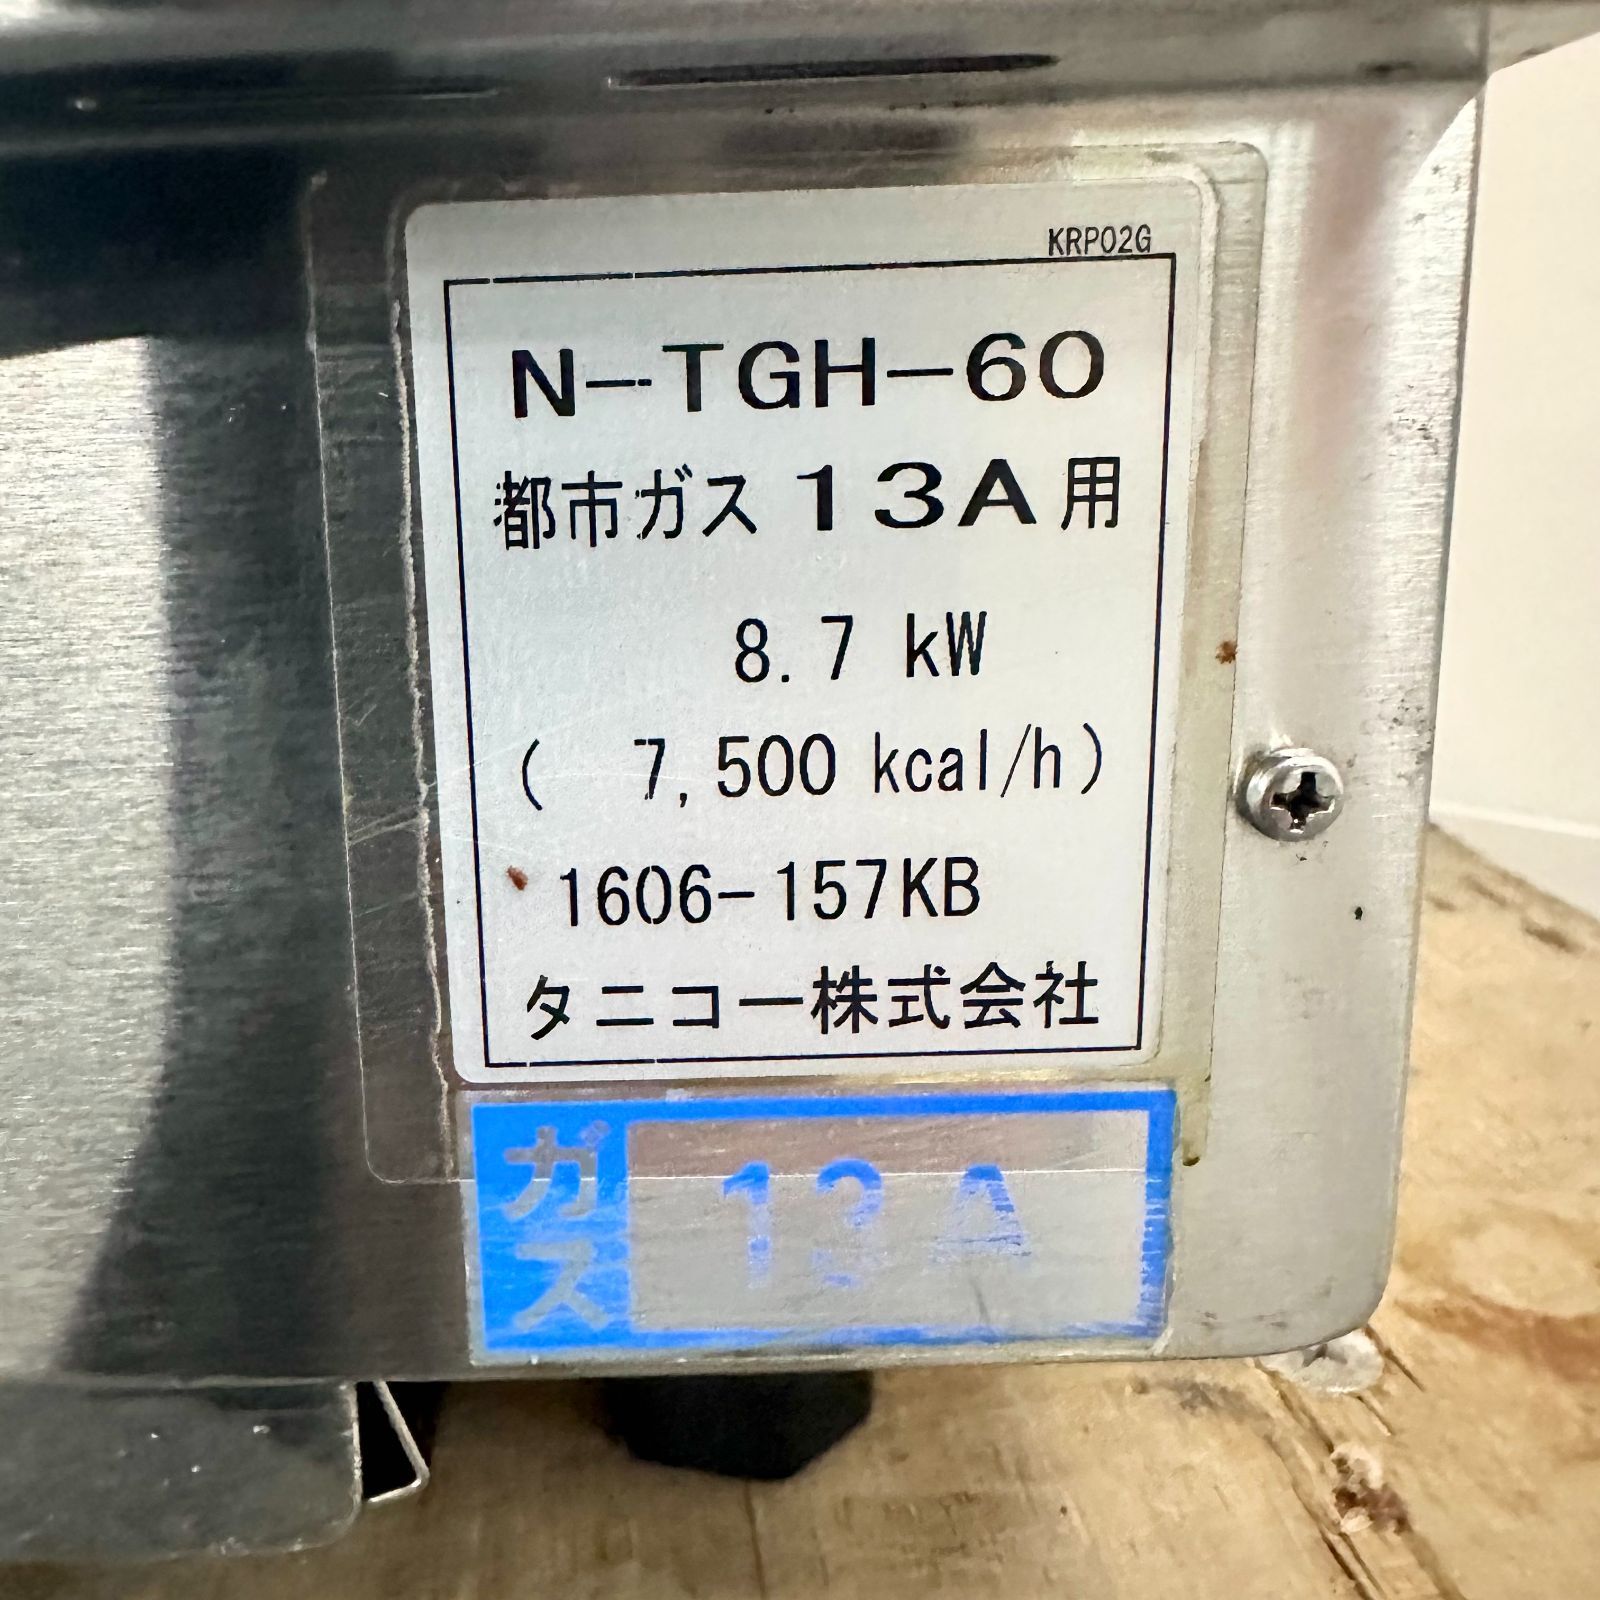 KRP02G
N-TGH-60
都市ガス 13A用
8.7 kW
( 7,500 kcal/h)
1606-157KB
タニコー株式会社
ガス 13A